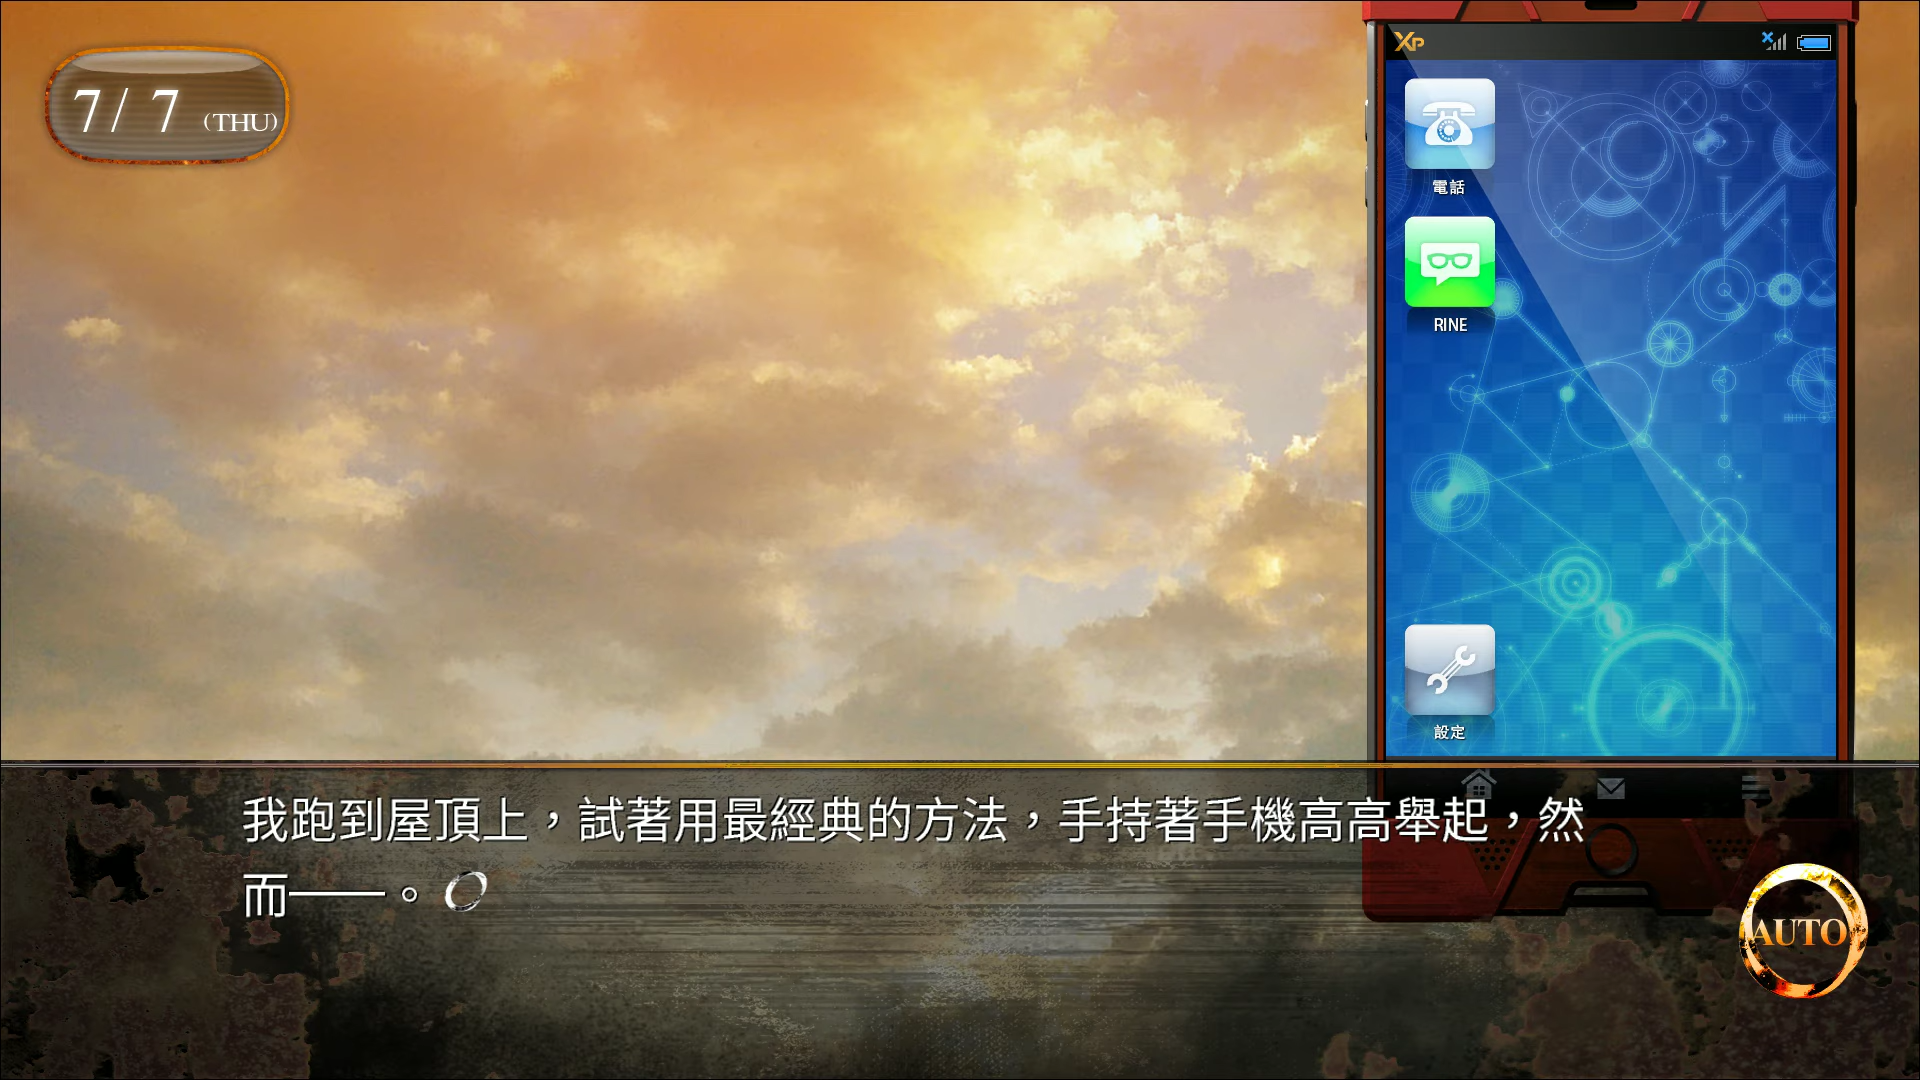 7/ 7 (THU)
XP
電話
RINE
設定
我跑到屋頂上，試著用最經典的方法，手持著手機高高舉起，然
而——。
AUTO